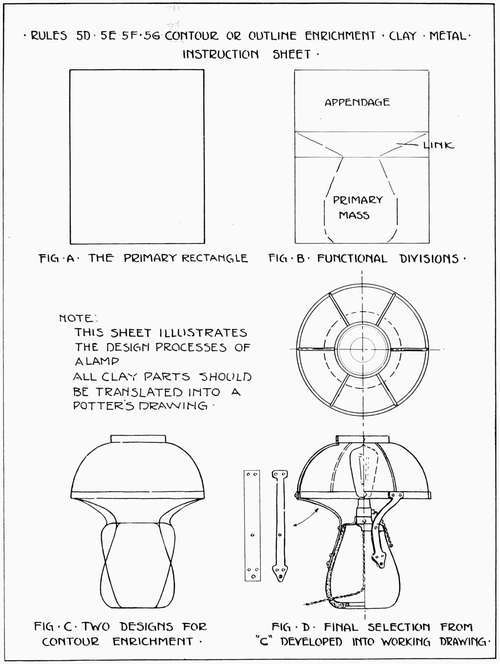 · RULES 5D · 5E 5F · 5G CONTOUR OR OUTLINE ENRICHMENT · CLAY · METAL ·
INSTRUCTION SHEET ·
APPENDAGE
LINK
PRIMARY
MASS
FIG · A · THE PRIMARY RECTANGLE
FIG · B · FUNCTIONAL DIVISIONS ·
NOTE:
THIS SHEET ILLUSTRATES
THE DESIGN PROCESSES OF
A LAMP
ALL CLAY PARTS SHOULD
BE TRANSLATED INTO A
POTTER'S DRAWING ·
FIG · C · TWO DESIGNS FOR
CONTOUR ENRICHMENT ·
FIG · D · FINAL SELECTION FROM
"C" DEVELOPED INTO WORKING DRAWING ·